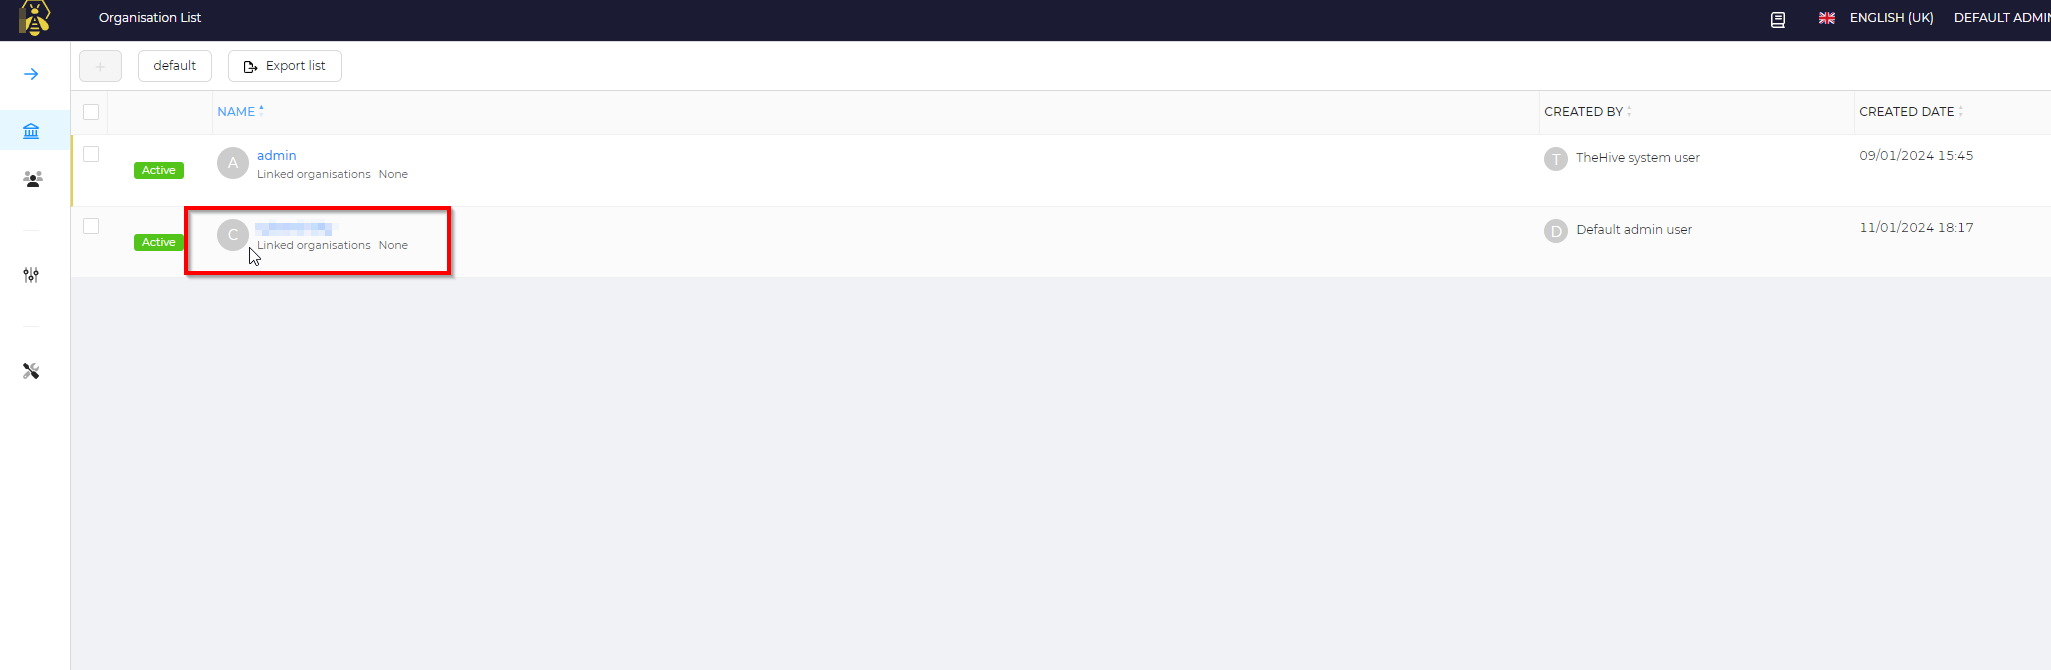 Organisation List
ENGLISH (UK) DEFAULT ADMIN
+ default Export list
NAME CREATED BY CREATED DATE
admin
Active A Linked organisations None T TheHive system user 09/01/2024 15:45
Active C Linked organisations None D Default admin user 11/01/2024 18:17